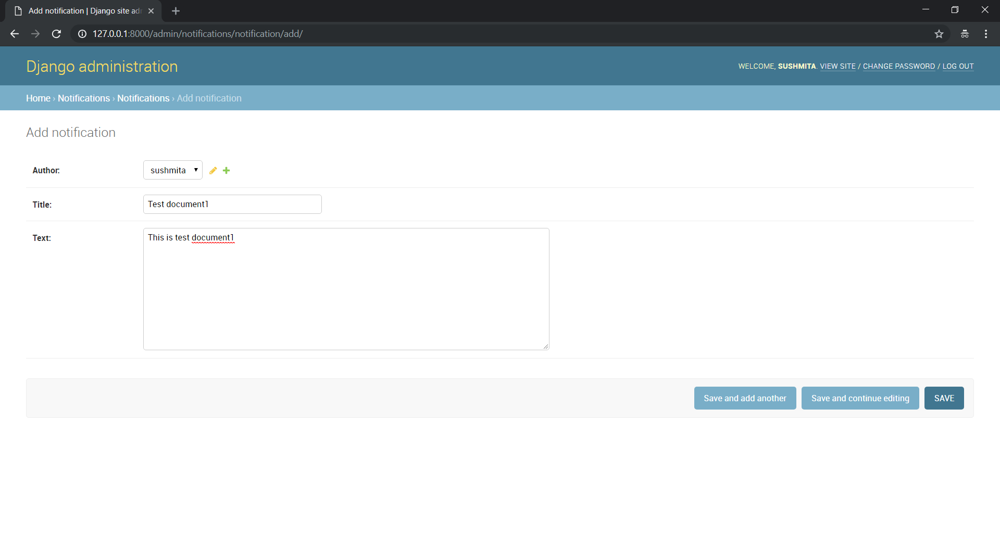 Add notification | Django site adr
127.0.0.1:8000/admin/notifications/notification/add/
Django administration
WELCOME, SUSHMITA. VIEW SITE / CHANGE PASSWORD / LOG OUT
Home › Notifications › Notifications › Add notification
Add notification
Author:
sushmita
Title:
Test document1
Text:
This is test document1
Save and add another
Save and continue editing
SAVE